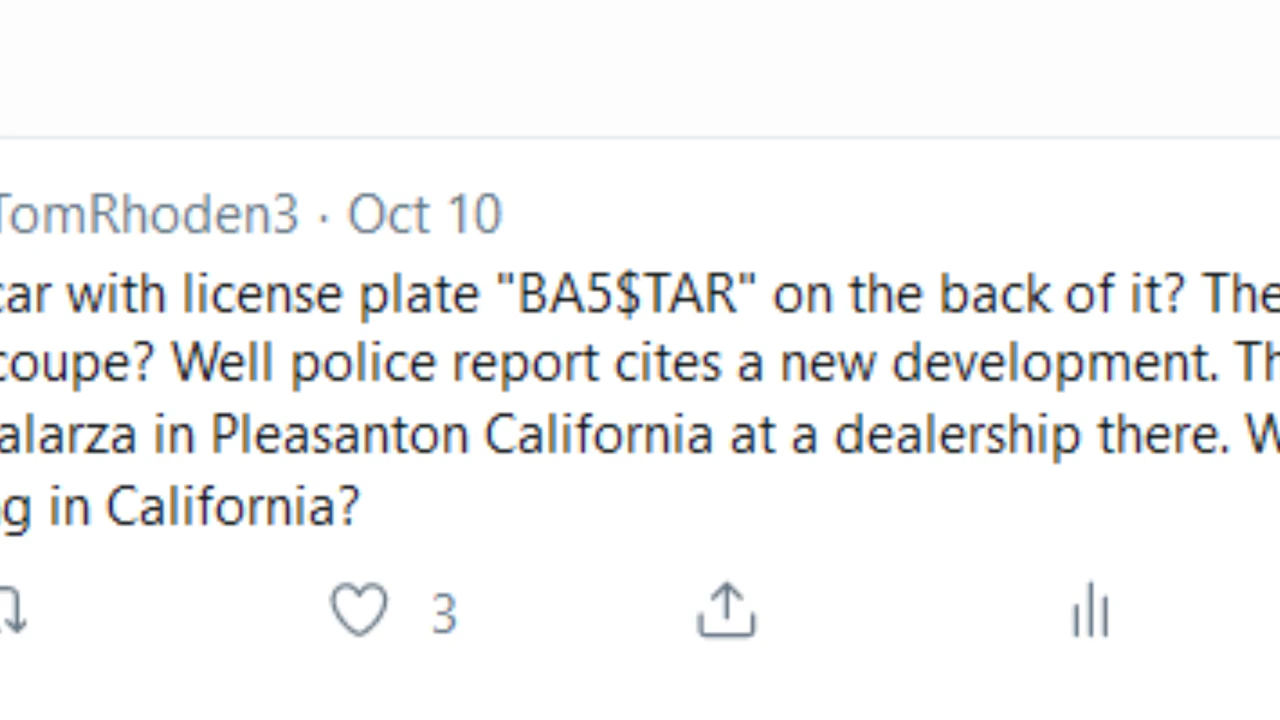 TomRhoden3 · Oct 10
car with license plate "BA5$TAR" on the back of it? The
coupe? Well police report cites a new development. Th
alarza in Pleasanton California at a dealership there. W
ng in California?
3